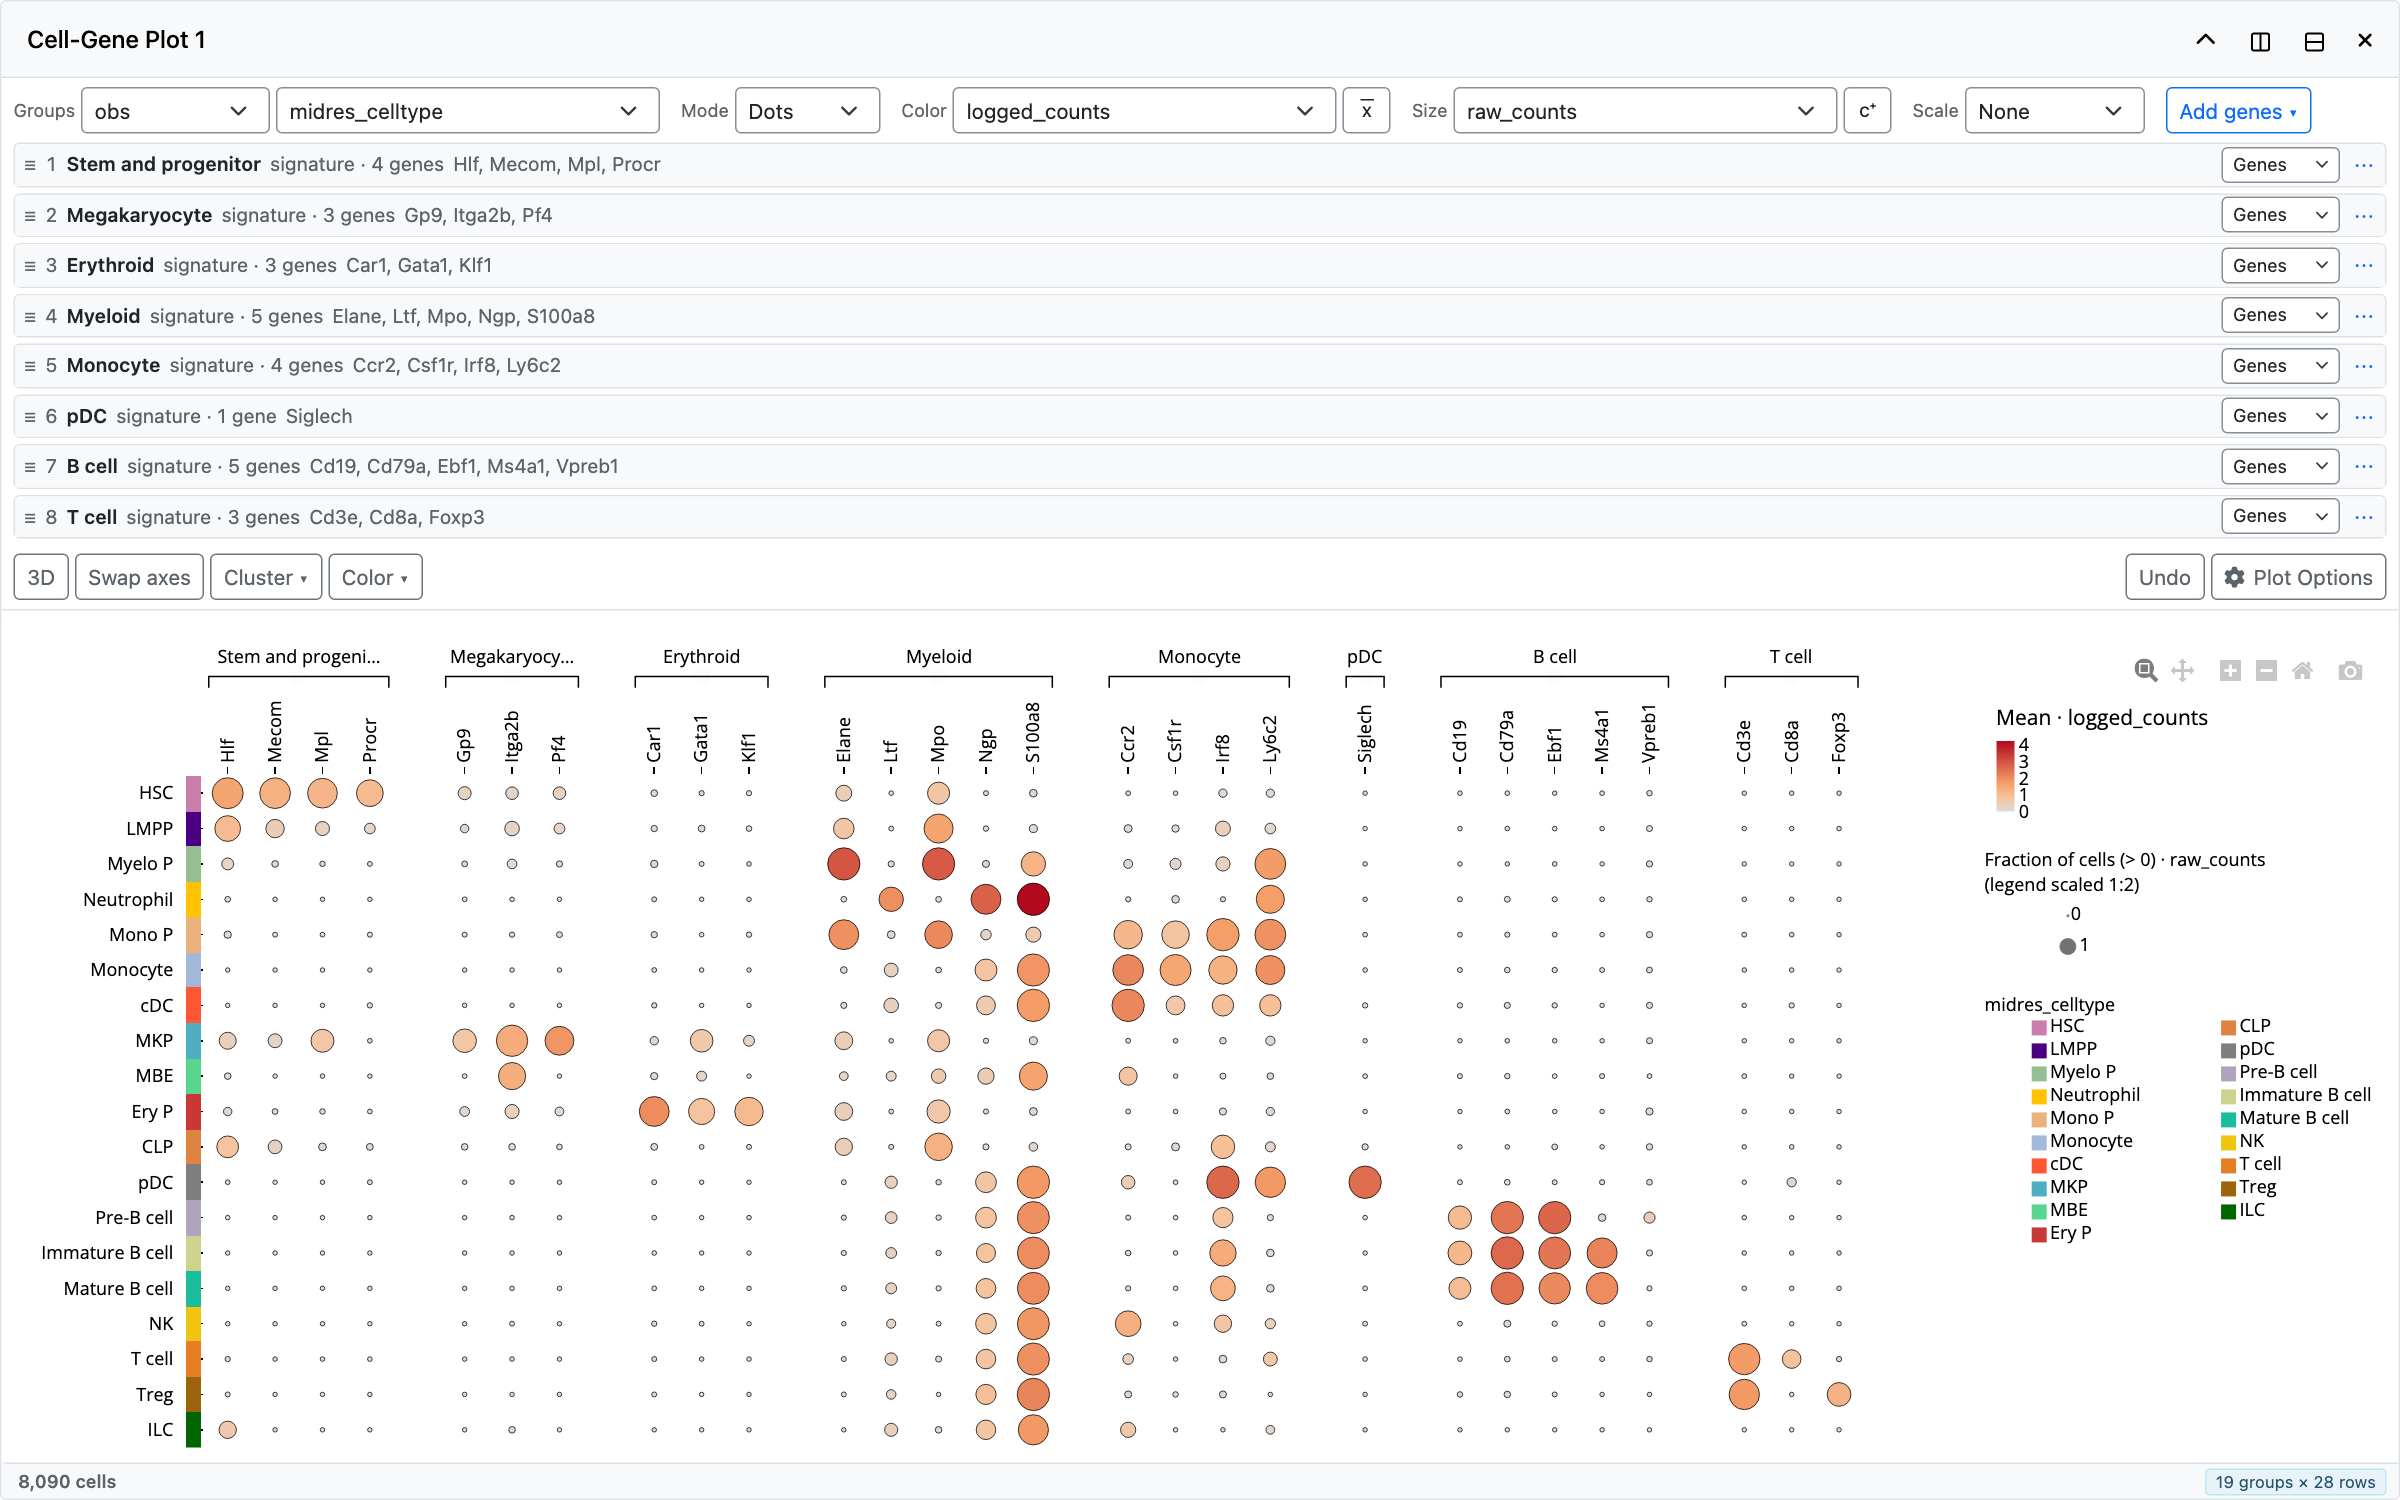 Cell-Gene Plot 1
Groups obs midres_celltype Mode Dots Color logged_counts x̄ Size raw_counts c⁺ Scale None Add genes ▾
≡ 1 Stem and progenitor signature · 4 genes Hlf, Mecom, Mpl, Procr Genes ···
≡ 2 Megakaryocyte signature · 3 genes Gp9, Itga2b, Pf4 Genes ···
≡ 3 Erythroid signature · 3 genes Car1, Gata1, Klf1 Genes ···
≡ 4 Myeloid signature · 5 genes Elane, Ltf, Mpo, Ngp, S100a8 Genes ···
≡ 5 Monocyte signature · 4 genes Ccr2, Csf1r, Irf8, Ly6c2 Genes ···
≡ 6 pDC signature · 1 gene Siglech Genes ···
≡ 7 B cell signature · 5 genes Cd19, Cd79a, Ebf1, Ms4a1, Vpreb1 Genes ···
≡ 8 T cell signature · 3 genes Cd3e, Cd8a, Foxp3 Genes ···
3D Swap axes Cluster ▾ Color ▾ Undo Plot Options
Stem and progeni... Megakaryocy... Erythroid Myeloid Monocyte pDC B cell T cell
Hlf Mecom Mpl Procr Gp9 Itga2b Pf4 Car1 Gata1 Klf1 Elane Ltf Mpo Ngp S100a8 Ccr2 Csf1r Irf8 Ly6c2 Siglech Cd19 Cd79a Ebf1 Ms4a1 Vpreb1 Cd3e Cd8a Foxp3
HSC
LMPP
Myelo P
Neutrophil
Mono P
Monocyte
cDC
MKP
MBE
Ery P
CLP
pDC
Pre-B cell
Immature B cell
Mature B cell
NK
T cell
Treg
ILC
Mean · logged_counts
4
3
2
1
0
Fraction of cells (> 0) · raw_counts
(legend scaled 1:2)
0
1
midres_celltype
HSC CLP
LMPP pDC
Myelo P Pre-B cell
Neutrophil Immature B cell
Mono P Mature B cell
Monocyte NK
cDC T cell
MKP Treg
MBE ILC
Ery P
8,090 cells 19 groups × 28 rows